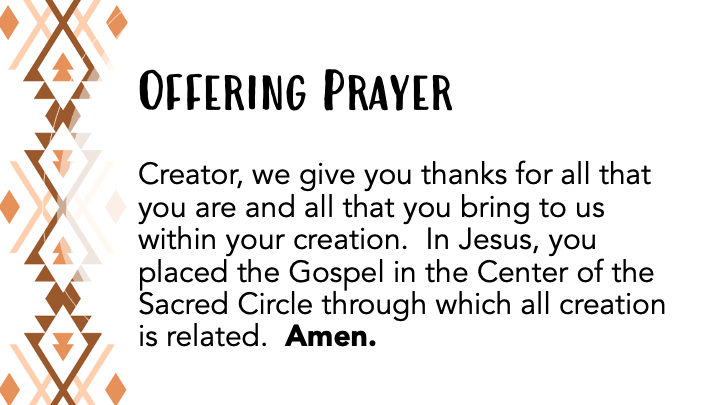 Offering Prayer
Creator, we give you thanks for all that
you are and all that you bring to us
within your creation.  In Jesus, you
placed the Gospel in the Center of the
Sacred Circle through which all creation
is related.  Amen.